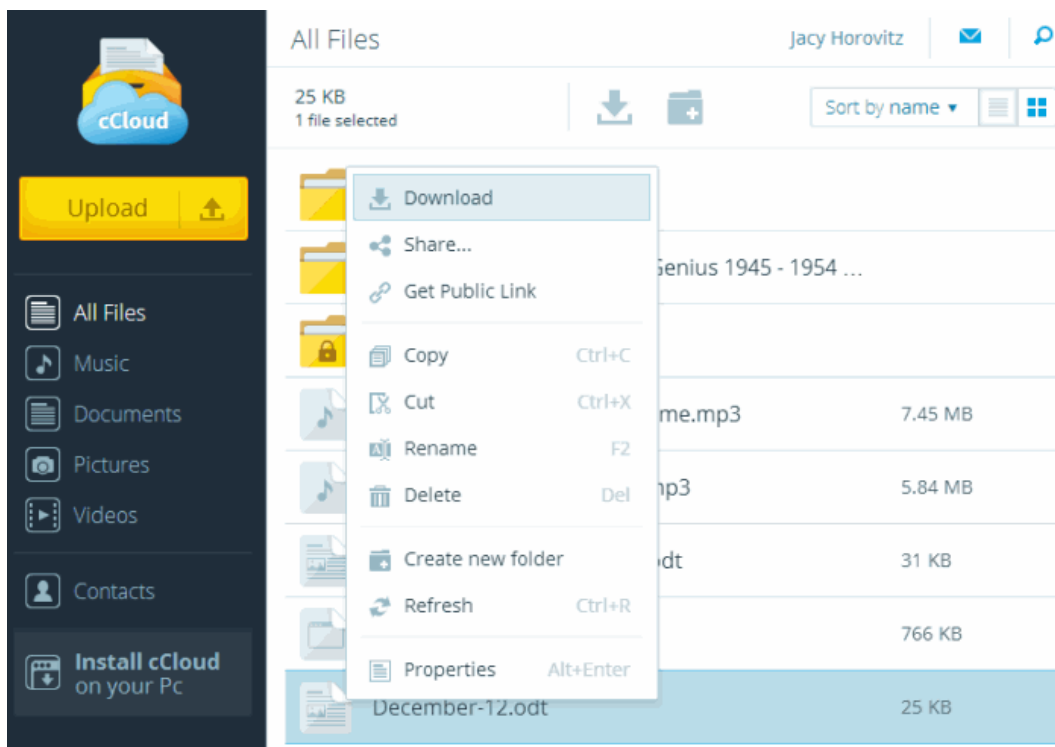 cCloud
Upload
All Files
Music
Documents
Pictures
Videos
Contacts
Install cCloud
on your Pc
All Files
Jacy Horovitz
25 KB
1 file selected
Sort by name
Download
Share...
Get Public Link
Copy Ctrl+C
Cut Ctrl+X
Rename F2
Delete Del
Create new folder
Refresh Ctrl+R
Properties Alt+Enter
Genius 1945 - 1954 ...
me.mp3 7.45 MB
mp3 5.84 MB
odt 31 KB
766 KB
December-12.odt 25 KB